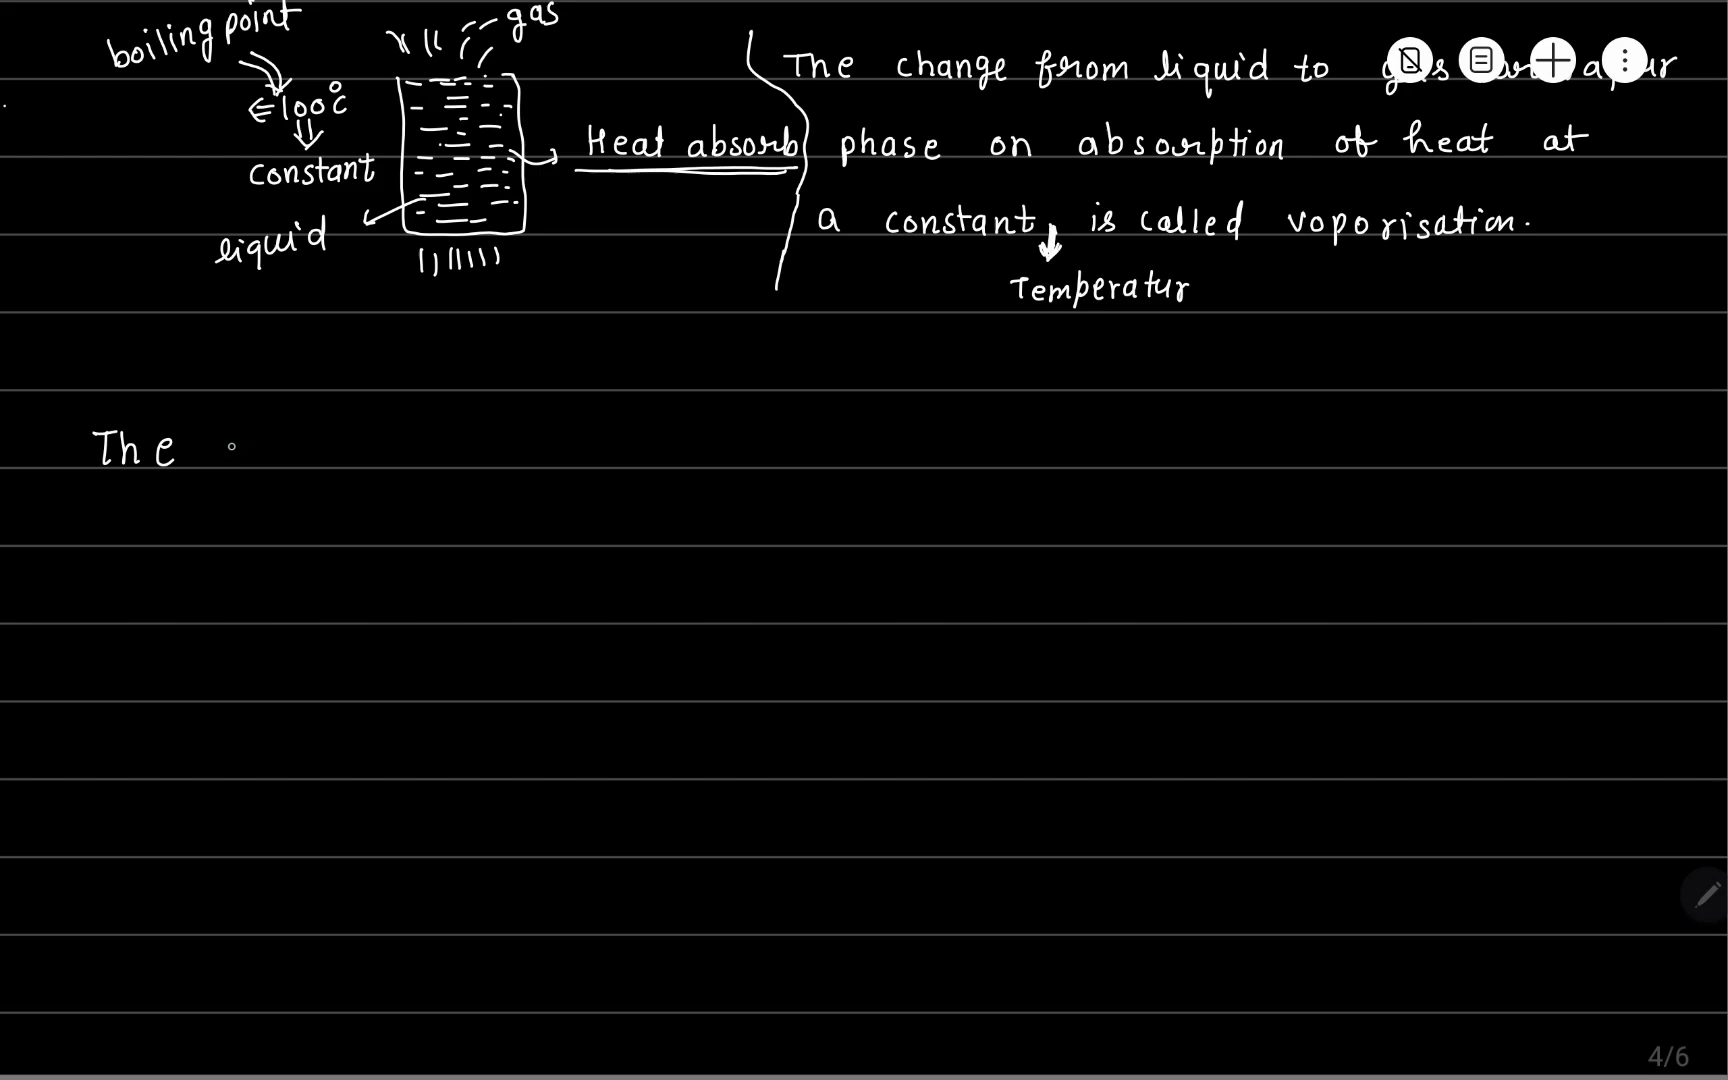 boiling point
gas
100°C
constant
liquid
Heat absorb
The change from liquid to
phase on absorption of heat at
a constant is called voporisation.
Temperatur
The
4/6